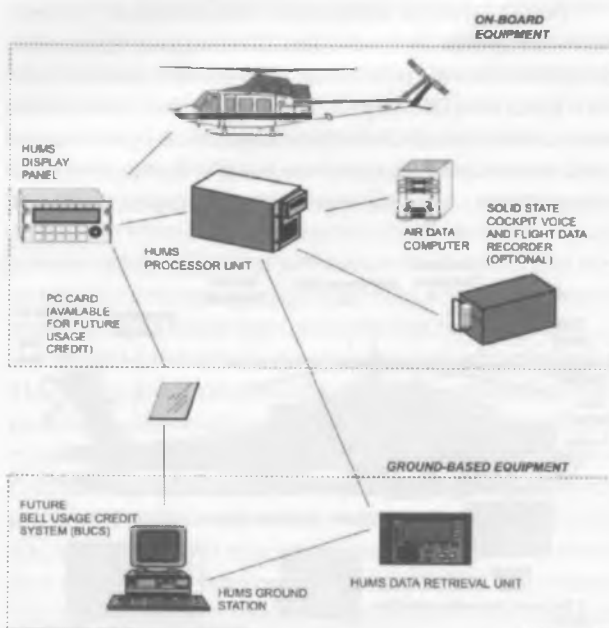 ON-BOARD
EQUIPMENT
HUMS
DISPLAY
PANEL
HUMS
PROCESSOR UNIT
AIR DATA
COMPUTER
SOLID STATE
COCKPIT VOICE
AND FLIGHT DATA
RECORDER
(OPTIONAL)
PC CARD
(AVAILABLE
FOR FUTURE
USAGE
CREDIT)
GROUND-BASED EQUIPMENT
FUTURE
BELL USAGE CREDIT
SYSTEM (BUCS)
HUMS GROUND
STATION
HUMS DATA RETRIEVAL UNIT